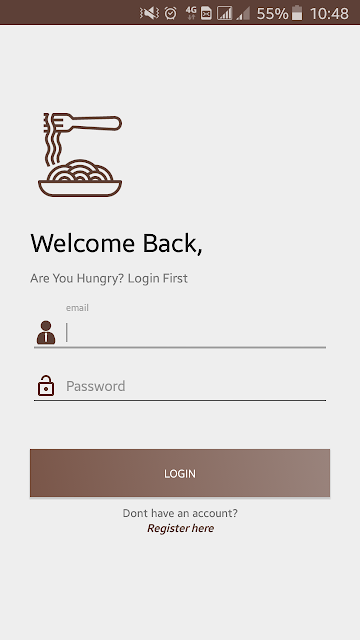 4G 55% 10:48
Welcome Back,
Are You Hungry? Login First
email
Password
LOGIN
Dont have an account?
Register here